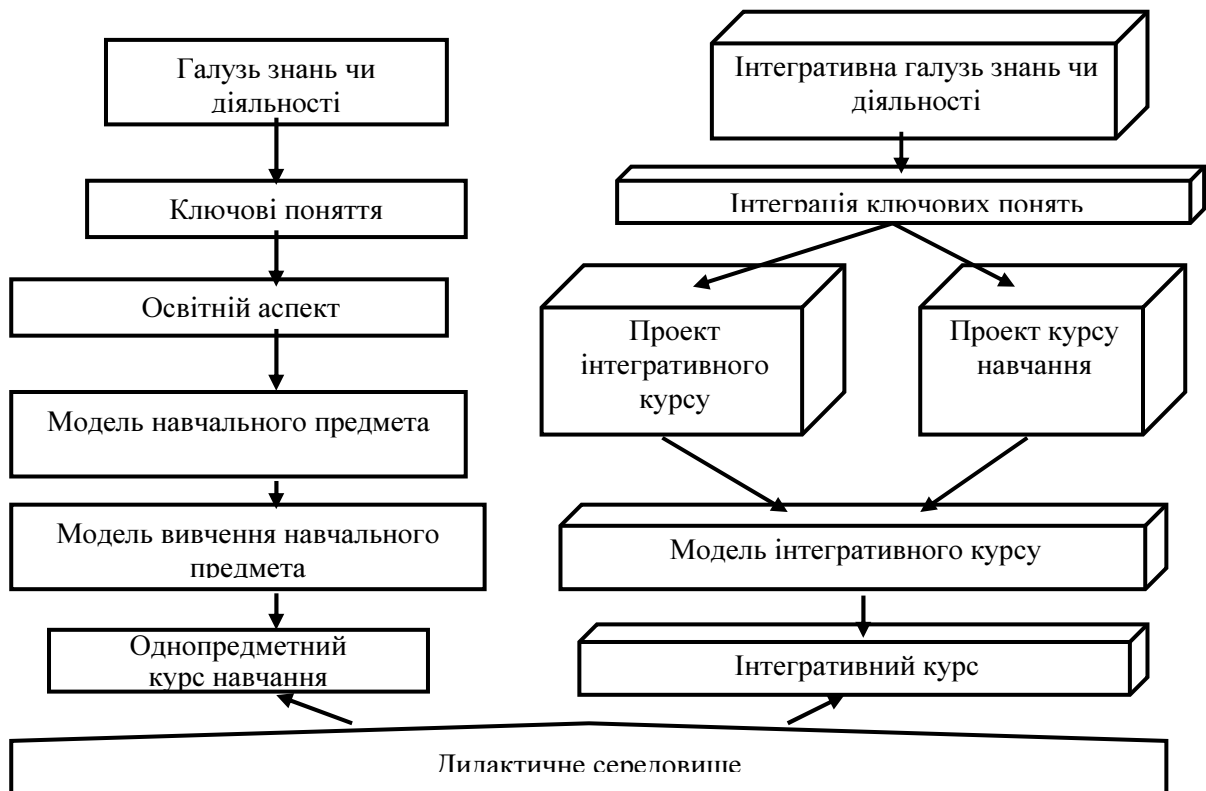 Галузь знань чи
діяльності
Ключові поняття
Освітній аспект
Модель навчального предмета
Модель вивчення навчального
предмета
Однопредметний
курс навчання
Інтегративна галузь знань чи
діяльності
Інтеграція ключових понять
Проект
інтегративного
курсу
Проект курсу
навчання
Модель інтегративного курсу
Інтегративний курс
Дидактичне середовище